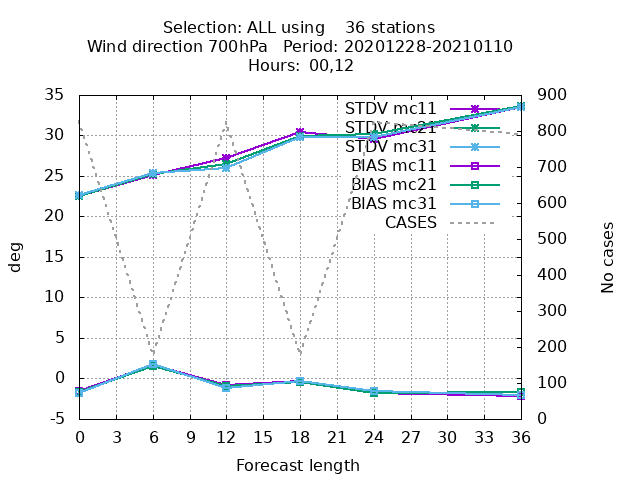 Selection: ALL using    36 stations
Wind direction 700hPa   Period: 20201228-20210110
Hours: 00,12
STDV mc11
STDV mc21
STDV mc31
BIAS mc11
BIAS mc21
BIAS mc31
CASES
35
30
25
20
15
10
5
0
-5
deg
900
800
700
600
500
400
300
200
100
0
No cases
0 3 6 9 12 15 18 21 24 27 30 33 36
Forecast length